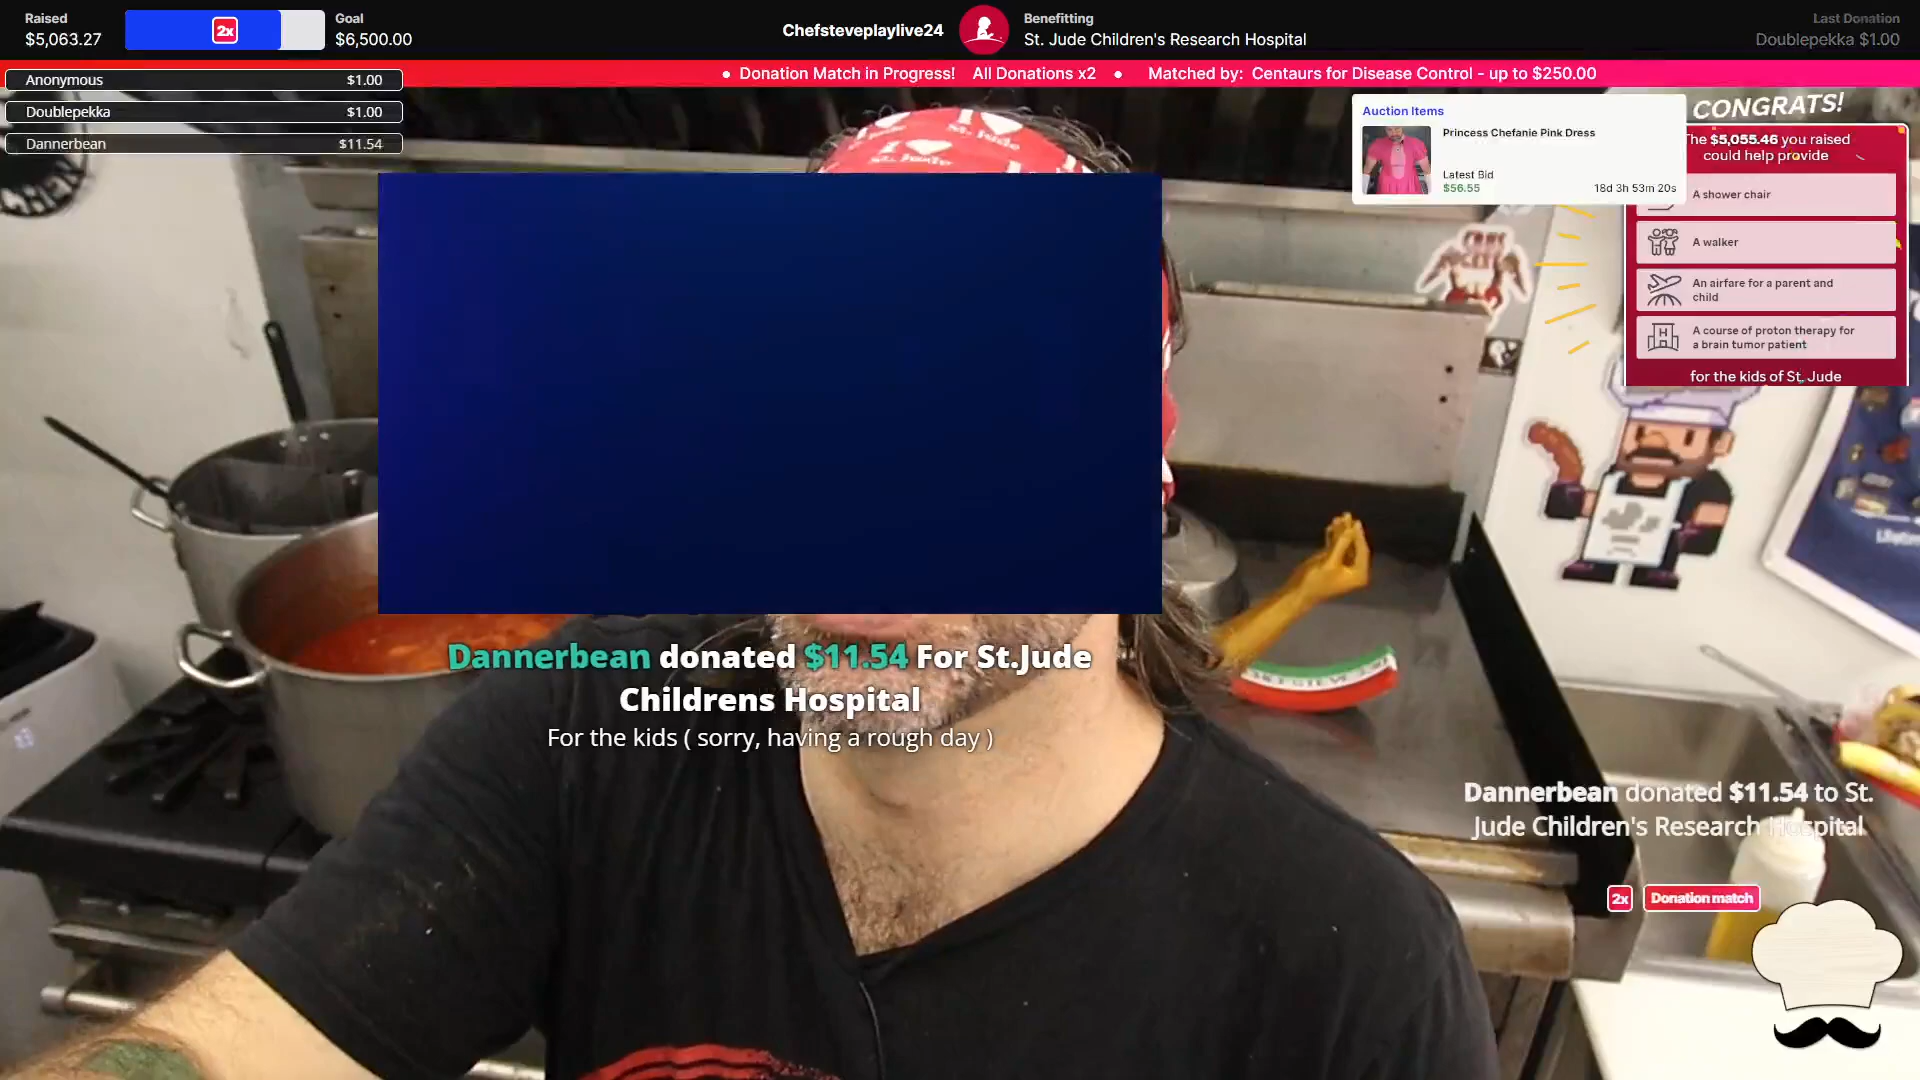 Raised
$5,063.27
2x
Goal
$6,500.00
Chefsteveplaylive24
Benefitting
St. Jude Children's Research Hospital
Last Donation
Doublepekka $1.00
• Donation Match in Progress! All Donations x2 • Matched by: Centaurs for Disease Control - up to $250.00
Anonymous $1.00
Doublepekka $1.00
Dannerbean $11.54
Auction Items
Princess Chefanie Pink Dress
Latest Bid
$56.55
18d 3h 53m 20s
CONGRATS!
The $5,055.46 you raised
could help provide
A shower chair
A walker
An airfare for a parent and
child
H
A course of proton therapy for
a brain tumor patient
for the kids of St. Jude
Dannerbean donated $11.54 For St.Jude
Childrens Hospital
For the kids ( sorry, having a rough day )
Dannerbean donated $11.54 to St.
Jude Children's Research Hospital
2x
Donation match